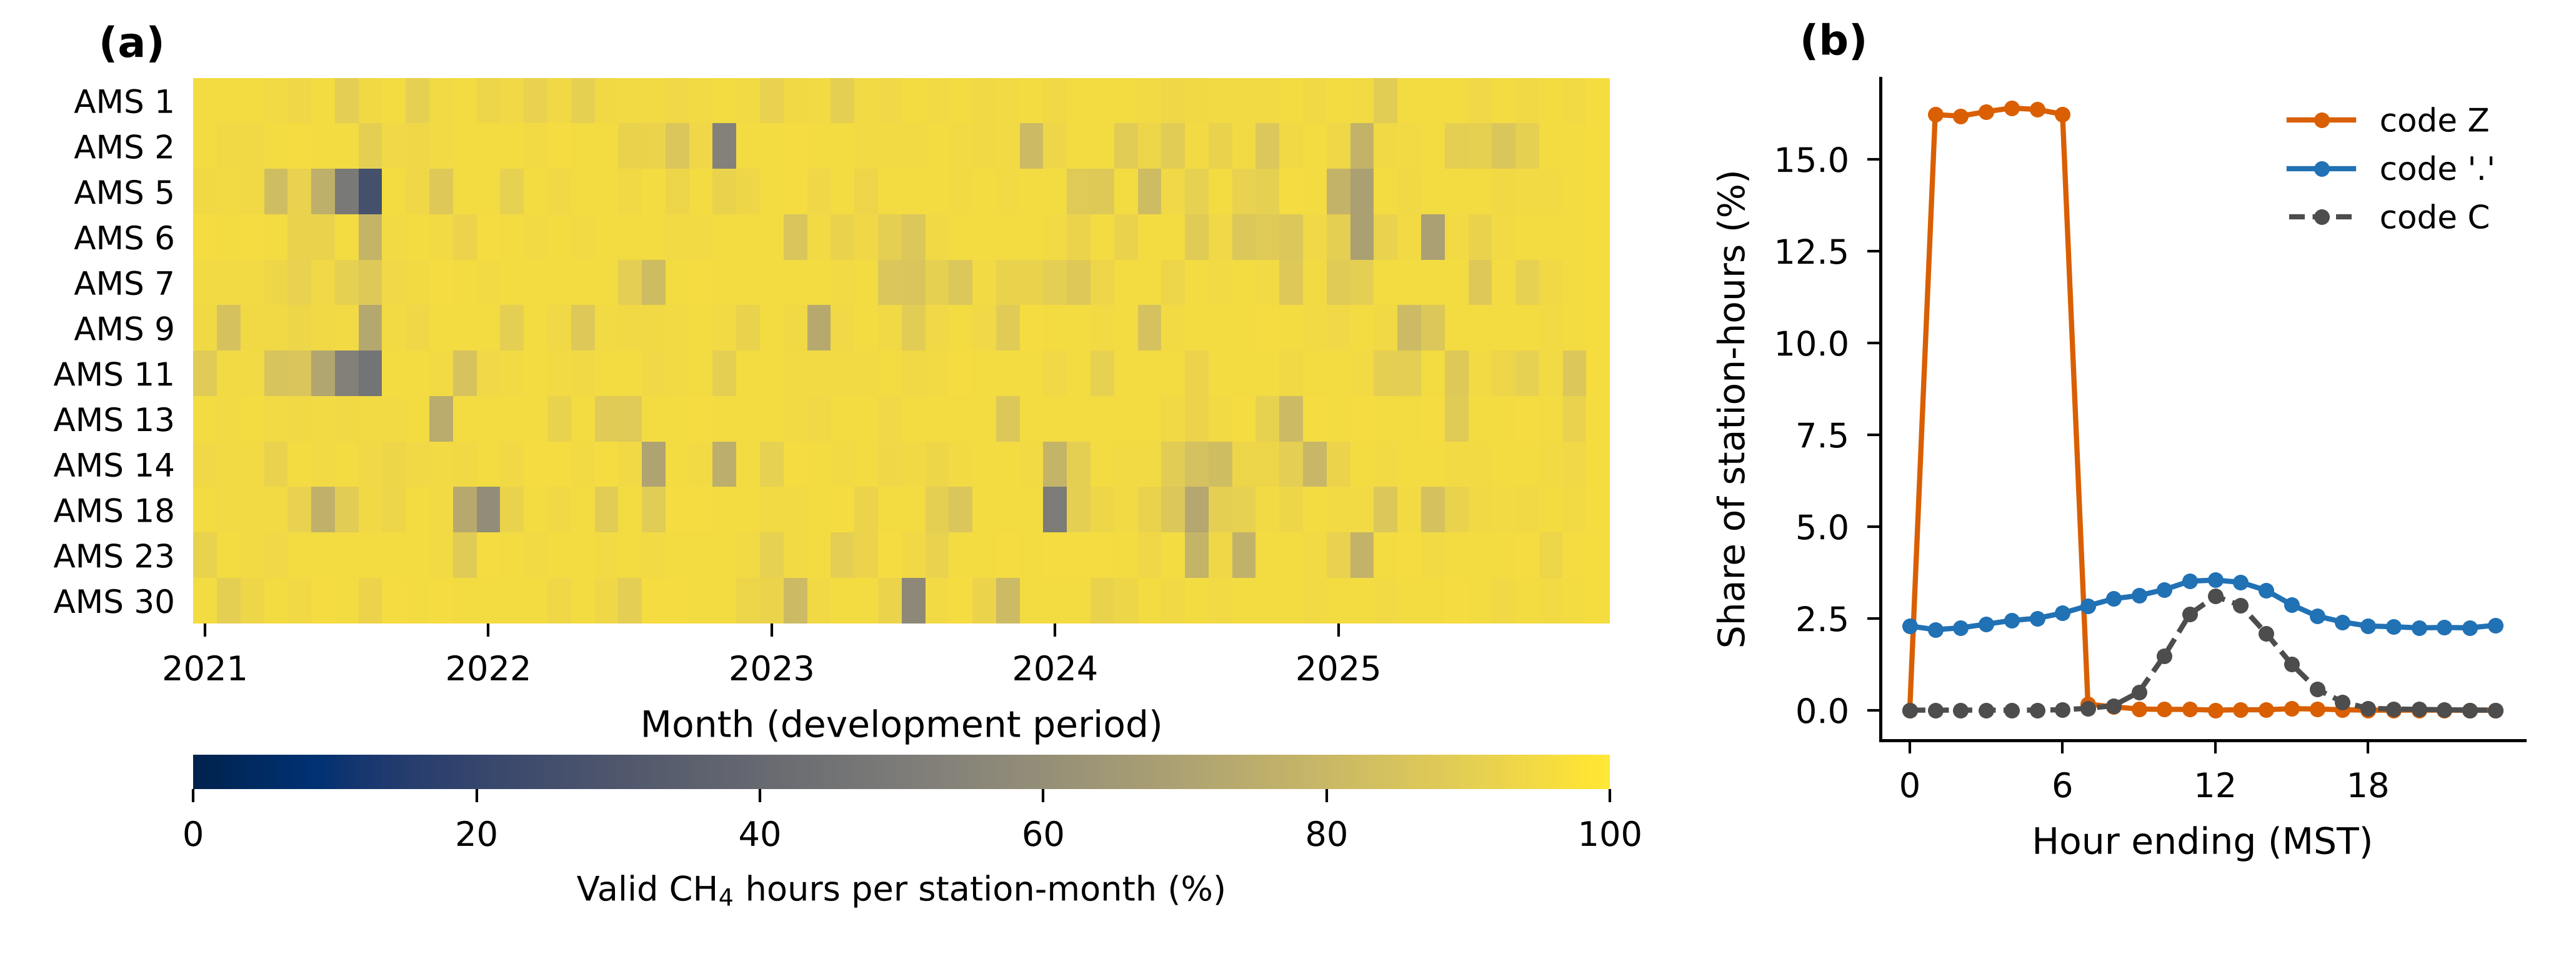 (a)
AMS 1
AMS 2
AMS 5
AMS 6
AMS 7
AMS 9
AMS 11
AMS 13
AMS 14
AMS 18
AMS 23
AMS 30
2021 2022 2023 2024 2025
Month (development period)
0 20 40 60 80 100
Valid CH₄ hours per station-month (%)
(b)
code Z
code '.'
code C
Share of station-hours (%)
15.0
12.5
10.0
7.5
5.0
2.5
0.0
0 6 12 18
Hour ending (MST)